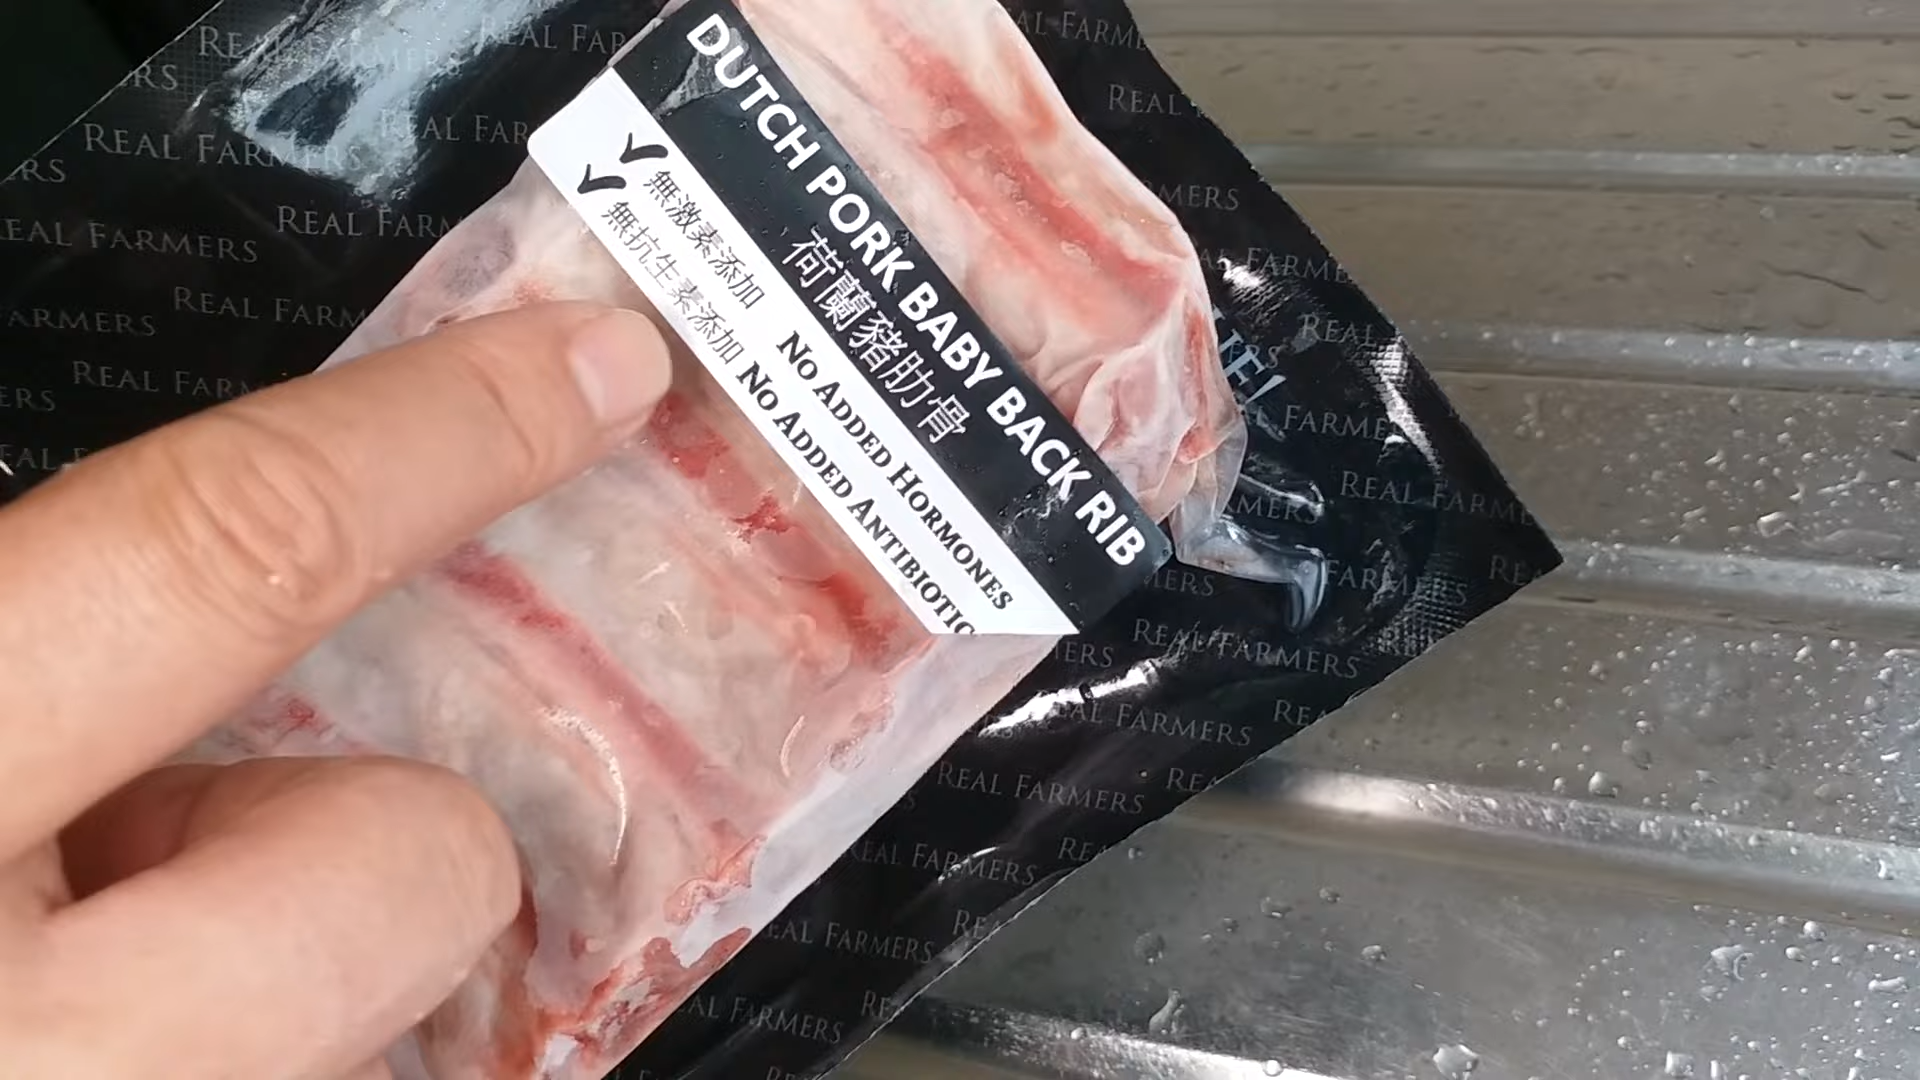 DUTCH PORK BABY BACK RIB
荷蘭豬肋骨
無激素添加 No Added Hormones
無抗生素添加 No Added Antibiotic
Real Farmers